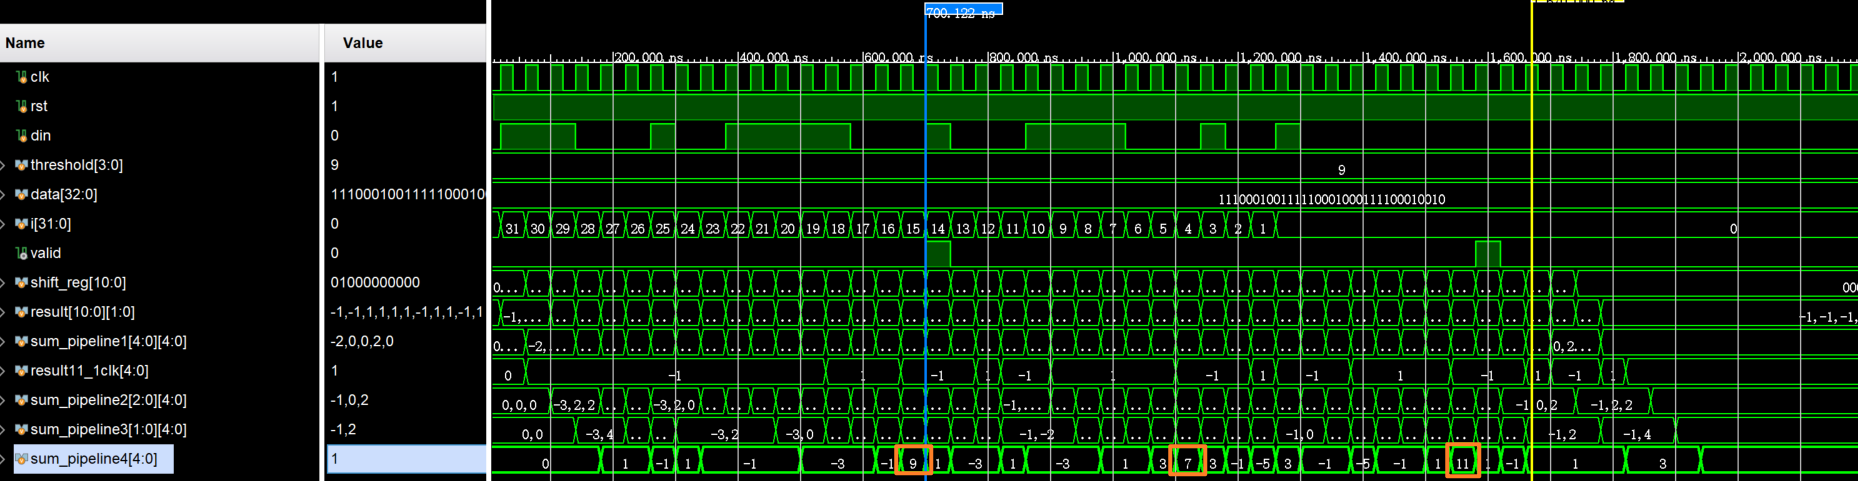 700.122 ns
Name Value
200.000 ns 400.000 ns 600.000 ns 800.000 ns 1,000.000 ns 1,200.000 ns 1,400.000 ns 1,600.000 ns 1,800.000 ns 2,000.000 ns
clk 1
rst 1
din 0
threshold[3:0] 9 9
data[32:0] 11100010011111000100 111000100111110001000111100010010
i[31:0] 0 31 30 29 28 27 26 25 24 23 22 21 20 19 18 17 16 15 14 13 12 11 10 9 8 7 6 5 4 3 2 1 0
valid 0
shift_reg[10:0] 01000000000 0... .. .. .. .. .. .. .. .. .. .. .. .. .. .. .. .. .. .. .. .. .. .. .. .. .. .. .. .. .. .. .. .. .. .. .. .. .. .. .. .. .. .. 000
result[10:0][1:0] -1,-1,1,1,1,1,-1,1,1,-1,1 -1,... .. .. .. .. .. .. .. .. .. .. .. .. .. .. .. .. .. .. .. .. .. .. .. .. .. .. .. .. .. .. .. .. .. .. .. .. .. .. .. .. .. .. -1,-1,-1,
sum_pipeline1[4:0][4:0] -2,0,0,2,0 0... -2, .. .. .. .. .. .. .. .. .. .. .. .. .. .. .. .. .. .. .. .. .. .. .. .. .. .. .. .. .. .. .. .. .. .. .. .. .. .. .. .. 0,2...
result11_1clk[4:0] 1 0 -1 1 -1 1 -1 1 -1 1 -1 1 -1 1 -1 1
sum_pipeline2[2:0][4:0] -1,0,2 0,0,0 -3,2,2 .. .. -3,2,0 .. .. .. .. .. .. .. .. .. .. .. -1,... .. .. .. .. .. .. .. .. .. .. .. .. .. .. .. .. .. -1,0,2 -1,2,2
sum_pipeline3[1:0][4:0] -1,2 0,0 -3,4 .. .. -3,2 -3,0 .. .. .. .. .. .. .. -1,-2 .. .. .. .. .. .. .. .. -1,0 .. .. .. .. .. .. .. .. -1,2 -1,4
sum_pipeline4[4:0] 1 0 1 -1 1 -1 -3 -1 9 1 -3 1 -3 1 3 7 3 -1 -5 3 -1 -5 -1 1 11 1 -1 1 3